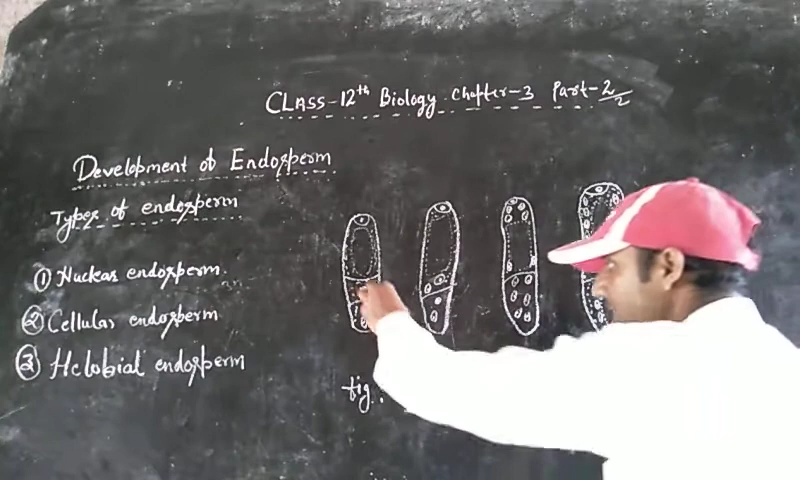 CLASS-12th Biology Chapter-3 Part-2/2
Development of Endosperm
Types of endosperm
① Nuclear endosperm.
② Cellular endosperm
③ Helobial endosperm
fig.